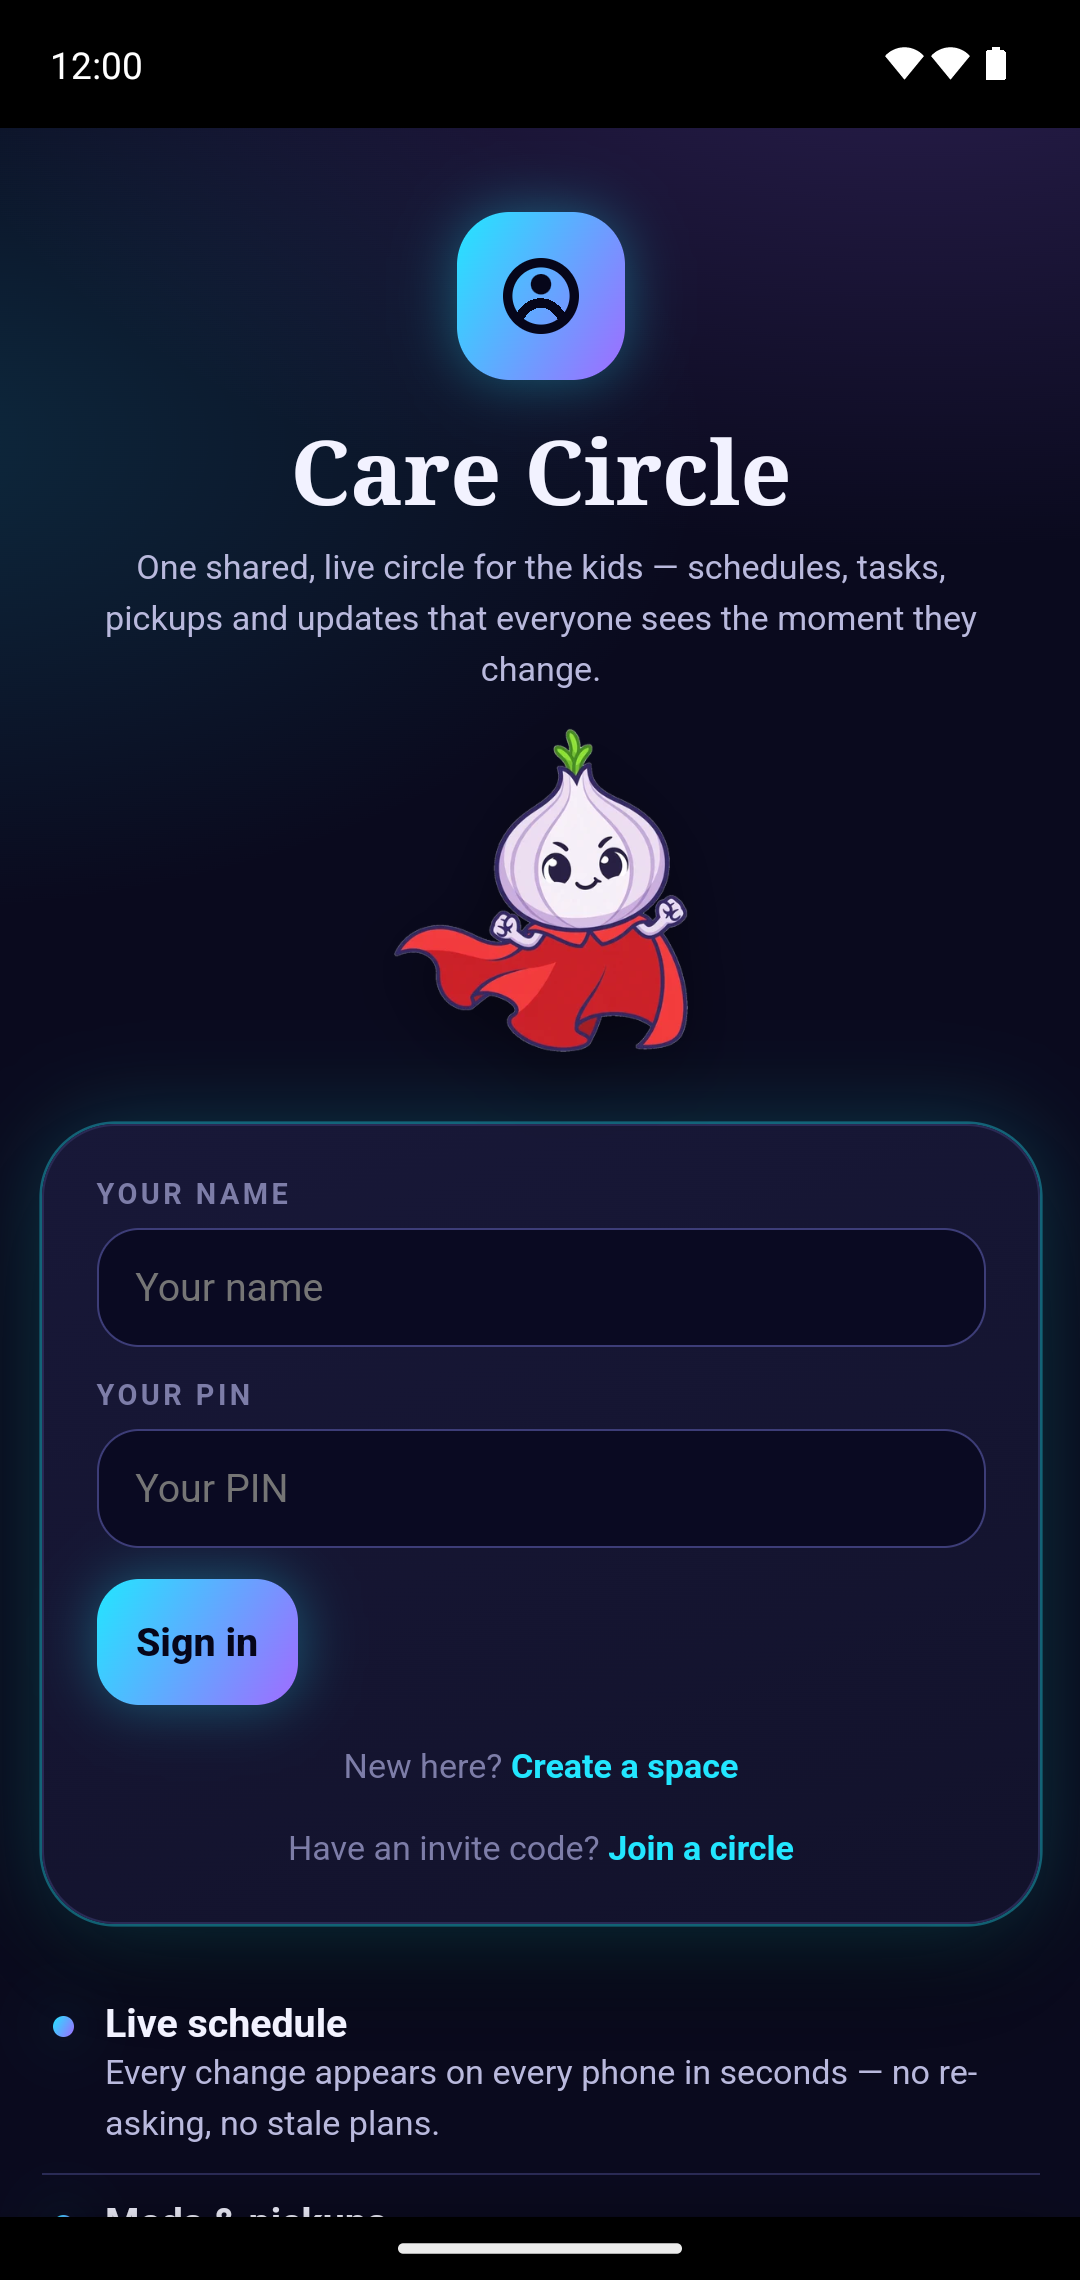 12:00
Care Circle
One shared, live circle for the kids — schedules, tasks,
pickups and updates that everyone sees the moment they
change.
YOUR NAME
Your name
YOUR PIN
Your PIN
Sign in
New here? Create a space
Have an invite code? Join a circle
Live schedule
Every change appears on every phone in seconds — no re-
asking, no stale plans.